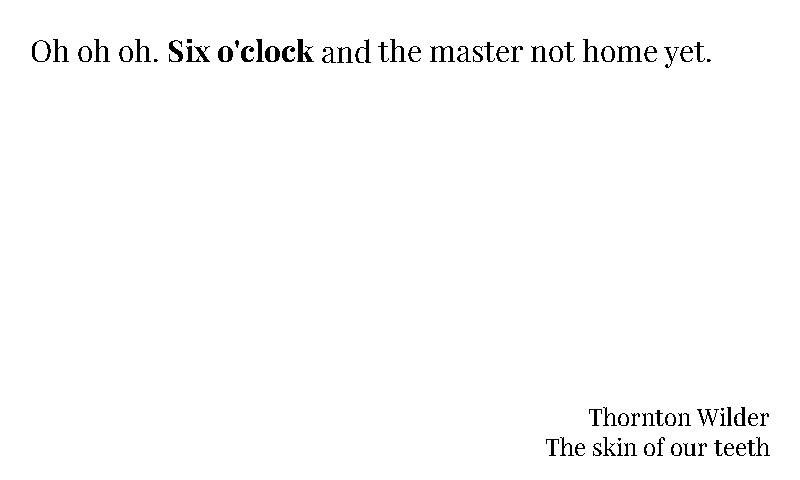 Oh oh oh. Six o'clock and the master not home yet.
Thornton Wilder
The skin of our teeth